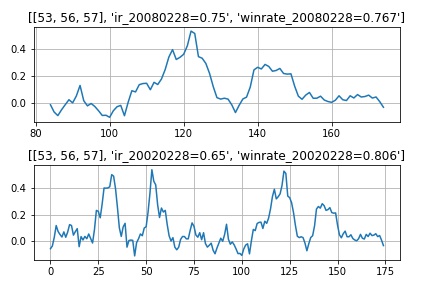 [[53, 56, 57], 'ir_20080228=0.75', 'winrate_20080228=0.767']
0.4
0.2
0.0
80 100 120 140 160
[[53, 56, 57], 'ir_20020228=0.65', 'winrate_20020228=0.806']
0.4
0.2
0.0
0 25 50 75 100 125 150 175